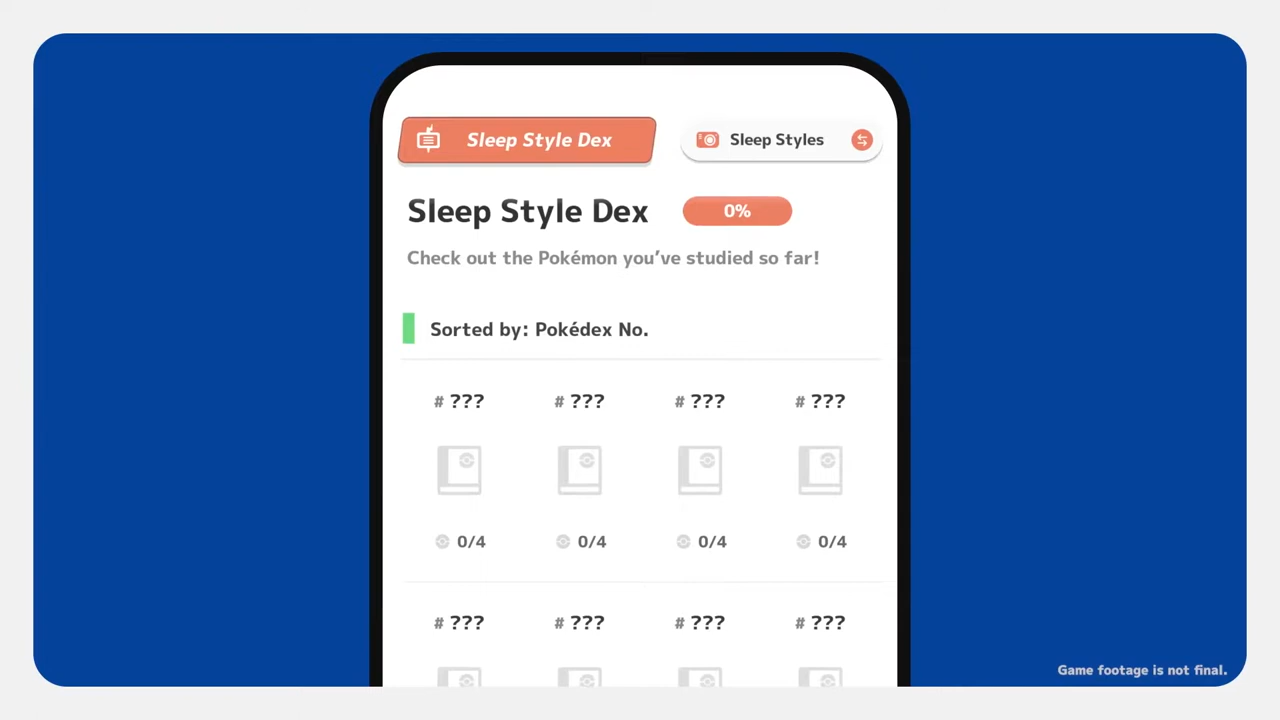 Sleep Style Dex
Sleep Styles
Sleep Style Dex
0%
Check out the Pokémon you’ve studied so far!
Sorted by: Pokédex No.
# ??? # ??? # ??? # ???
0/4 0/4 0/4 0/4
# ??? # ??? # ??? # ???
Game footage is not final.